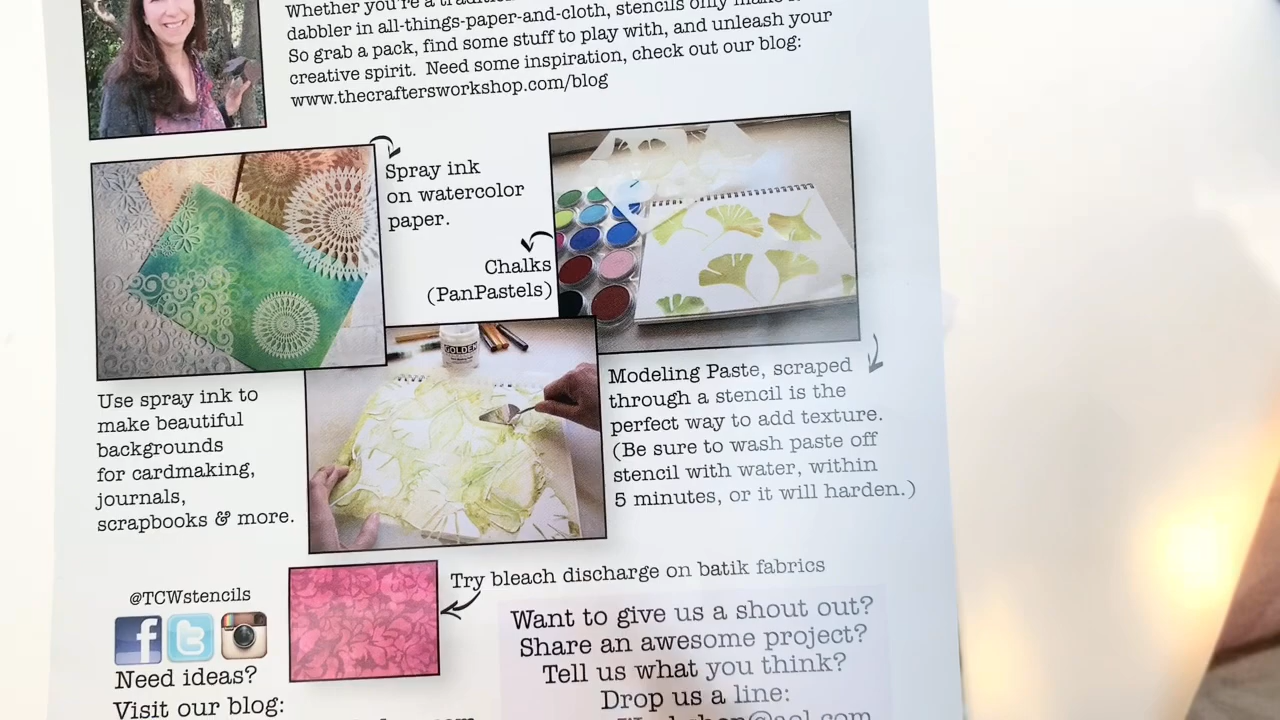 Whether you're a
dabbler in all-things-paper-and-cloth, stencils only
So grab a pack, find some stuff to play with, and unleash your
creative spirit. Need some inspiration, check out our blog:
www.thecraftersworkshop.com/blog
Spray ink
on watercolor
paper.
Chalks
(PanPastels)
GOLDEN
Modeling Paste, scraped
through a stencil is the
perfect way to add texture.
(Be sure to wash paste off
stencil with water, within
5 minutes, or it will harden.)
Use spray ink to
make beautiful
backgrounds
for cardmaking,
journals,
scrapbooks & more.
Try bleach discharge on batik fabrics
@TCWstencils
f t
Need ideas?
Visit our blog:
Want to give us a shout out?
Share an awesome project?
Tell us what you think?
Drop us a line: